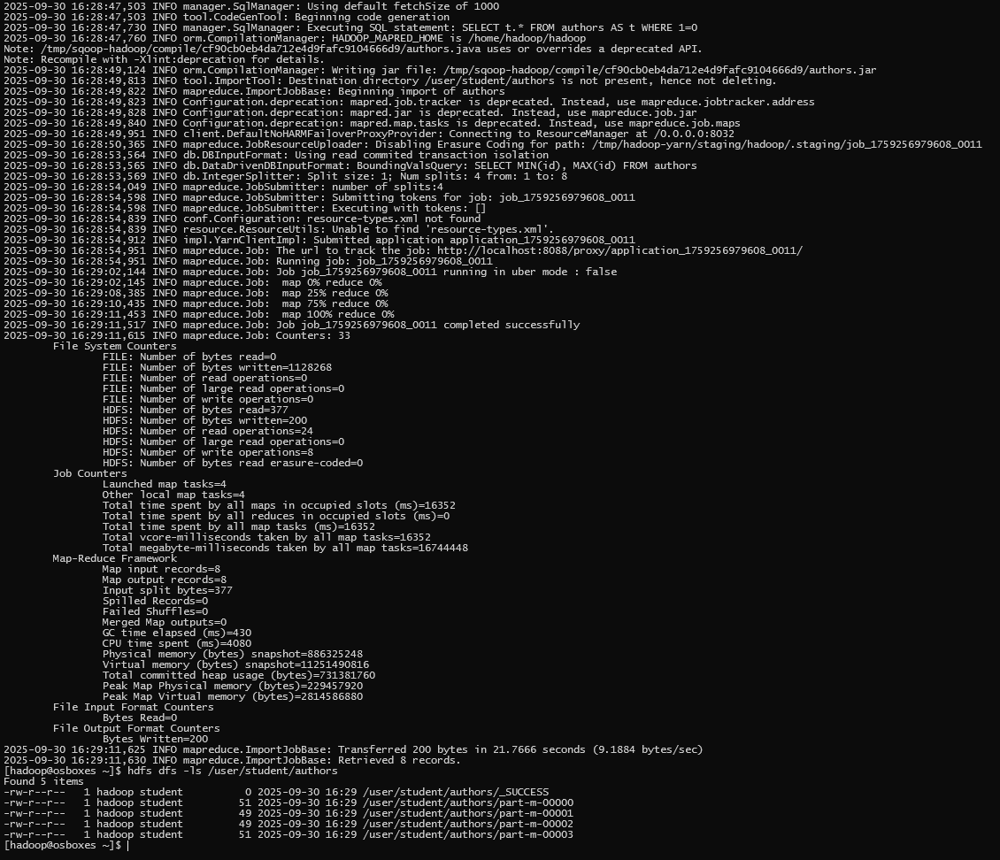 2025-09-30 16:28:47,503 INFO manager.SqlManager: Using default fetchSize of 1000
2025-09-30 16:28:47,503 INFO tool.CodeGenTool: Beginning code generation
2025-09-30 16:28:47,730 INFO manager.SqlManager: Executing SQL statement: SELECT t.* FROM authors AS t WHERE 1=0
2025-09-30 16:28:47,760 INFO orm.CompilationManager: HADOOP_MAPRED_HOME is /home/hadoop/hadoop
Note: /tmp/sqoop-hadoop/compile/cf90cb0eb4da712e4d9fafc9104666d9/authors.java uses or overrides a deprecated API.
Note: Recompile with -Xlint:deprecation for details.
2025-09-30 16:28:49,124 INFO orm.CompilationManager: Writing jar file: /tmp/sqoop-hadoop/compile/cf90cb0eb4da712e4d9fafc9104666d9/authors.jar
2025-09-30 16:28:49,813 INFO tool.ImportTool: Destination directory /user/student/authors is not present, hence not deleting.
2025-09-30 16:28:49,822 INFO mapreduce.ImportJobBase: Beginning import of authors
2025-09-30 16:28:49,823 INFO Configuration.deprecation: mapred.job.tracker is deprecated. Instead, use mapreduce.jobtracker.address
2025-09-30 16:28:49,828 INFO Configuration.deprecation: mapred.jar is deprecated. Instead, use mapreduce.job.jar
2025-09-30 16:28:49,840 INFO Configuration.deprecation: mapred.map.tasks is deprecated. Instead, use mapreduce.job.maps
2025-09-30 16:28:49,951 INFO client.DefaultNoHARMFailoverProxyProvider: Connecting to ResourceManager at /0.0.0.0:8032
2025-09-30 16:28:50,365 INFO mapreduce.JobResourceUploader: Disabling Erasure Coding for path: /tmp/hadoop-yarn/staging/hadoop/.staging/job_1759256979608_0011
2025-09-30 16:28:53,564 INFO db.DBInputFormat: Using read commited transaction isolation
2025-09-30 16:28:53,565 INFO db.DataDrivenDBInputFormat: BoundingValsQuery: SELECT MIN(id), MAX(id) FROM authors
2025-09-30 16:28:53,569 INFO db.IntegerSplitter: Split size: 1; Num splits: 4 from: 1 to: 8
2025-09-30 16:28:54,049 INFO mapreduce.JobSubmitter: number of splits:4
2025-09-30 16:28:54,598 INFO mapreduce.JobSubmitter: Submitting tokens for job: job_1759256979608_0011
2025-09-30 16:28:54,598 INFO mapreduce.JobSubmitter: Executing with tokens: []
2025-09-30 16:28:54,839 INFO conf.Configuration: resource-types.xml not found
2025-09-30 16:28:54,839 INFO resource.ResourceUtils: Unable to find 'resource-types.xml'.
2025-09-30 16:28:54,912 INFO impl.YarnClientImpl: Submitted application application_1759256979608_0011
2025-09-30 16:28:54,951 INFO mapreduce.Job: The url to track the job: http://localhost:8088/proxy/application_1759256979608_0011/
2025-09-30 16:28:54,951 INFO mapreduce.Job: Running job: job_1759256979608_0011
2025-09-30 16:29:02,144 INFO mapreduce.Job: Job job_1759256979608_0011 running in uber mode : false
2025-09-30 16:29:02,145 INFO mapreduce.Job:  map 0% reduce 0%
2025-09-30 16:29:08,385 INFO mapreduce.Job:  map 25% reduce 0%
2025-09-30 16:29:10,435 INFO mapreduce.Job:  map 75% reduce 0%
2025-09-30 16:29:11,453 INFO mapreduce.Job:  map 100% reduce 0%
2025-09-30 16:29:11,517 INFO mapreduce.Job: Job job_1759256979608_0011 completed successfully
2025-09-30 16:29:11,615 INFO mapreduce.Job: Counters: 33
File System Counters
FILE: Number of bytes read=0
FILE: Number of bytes written=1128268
FILE: Number of read operations=0
FILE: Number of large read operations=0
FILE: Number of write operations=0
HDFS: Number of bytes read=377
HDFS: Number of bytes written=200
HDFS: Number of read operations=24
HDFS: Number of large read operations=0
HDFS: Number of write operations=8
HDFS: Number of bytes read erasure-coded=0
Job Counters
Launched map tasks=4
Other local map tasks=4
Total time spent by all maps in occupied slots (ms)=16352
Total time spent by all reduces in occupied slots (ms)=0
Total time spent by all map tasks (ms)=16352
Total vcore-milliseconds taken by all map tasks=16352
Total megabyte-milliseconds taken by all map tasks=16744448
Map-Reduce Framework
Map input records=8
Map output records=8
Input split bytes=377
Spilled Records=0
Failed Shuffles=0
Merged Map outputs=0
GC time elapsed (ms)=430
CPU time spent (ms)=4080
Physical memory (bytes) snapshot=886325248
Virtual memory (bytes) snapshot=11251490816
Total committed heap usage (bytes)=731381760
Peak Map Physical memory (bytes)=229457920
Peak Map Virtual memory (bytes)=2814586880
File Input Format Counters
Bytes Read=0
File Output Format Counters
Bytes Written=200
2025-09-30 16:29:11,625 INFO mapreduce.ImportJobBase: Transferred 200 bytes in 21.7666 seconds (9.1884 bytes/sec)
2025-09-30 16:29:11,630 INFO mapreduce.ImportJobBase: Retrieved 8 records.
[hadoop@osboxes ~]$ hdfs dfs -ls /user/student/authors
Found 5 items
-rw-r--r--   1 hadoop student          0 2025-09-30 16:29 /user/student/authors/_SUCCESS
-rw-r--r--   1 hadoop student         51 2025-09-30 16:29 /user/student/authors/part-m-00000
-rw-r--r--   1 hadoop student         49 2025-09-30 16:29 /user/student/authors/part-m-00001
-rw-r--r--   1 hadoop student         49 2025-09-30 16:29 /user/student/authors/part-m-00002
-rw-r--r--   1 hadoop student         51 2025-09-30 16:29 /user/student/authors/part-m-00003
[hadoop@osboxes ~]$